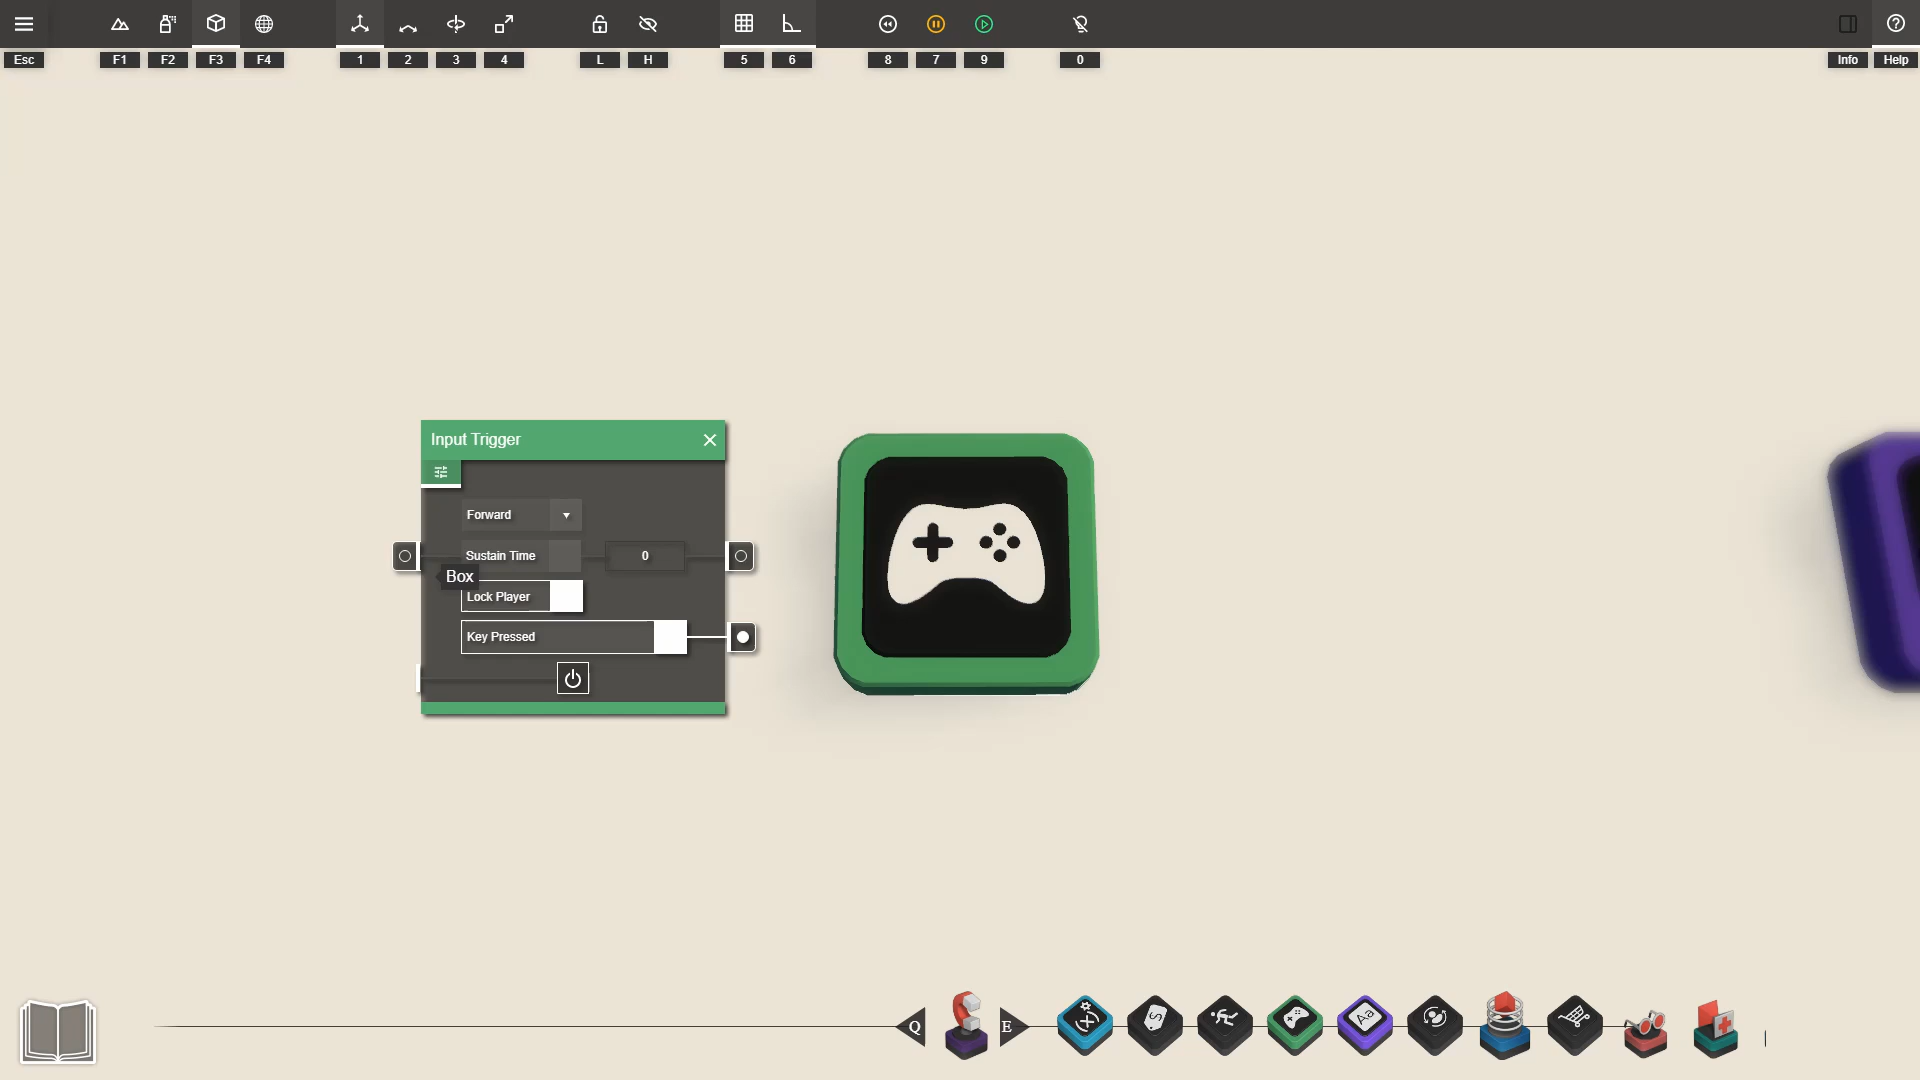 Esc
F1
F2
F3
F4
1
2
3
4
L
H
5
6
8
7
9
0
Info
Help
Input Trigger
Forward
Sustain Time
0
Box
Lock Player
Key Pressed
Q
E
S
Aa